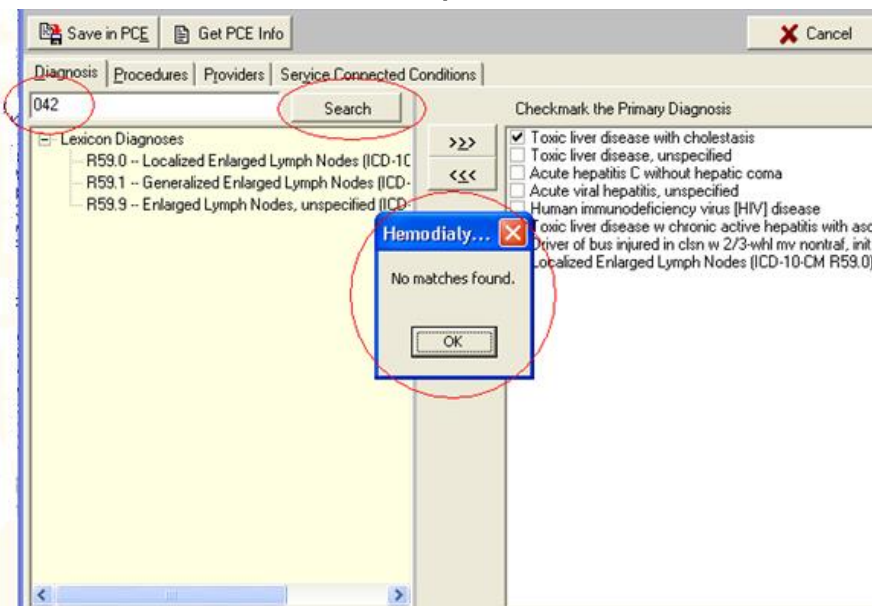 Save in PCE Get PCE Info Cancel
Diagnosis Procedures Providers Service Connected Conditions
042 Search
Checkmark the Primary Diagnosis
Lexicon Diagnoses
R59.0 -- Localized Enlarged Lymph Nodes (ICD-10
R59.1 -- Generalized Enlarged Lymph Nodes (ICD-
R59.9 -- Enlarged Lymph Nodes, unspecified (ICD-
>>>
<<<
Toxic liver disease with cholestasis
Toxic liver disease, unspecified
Acute hepatitis C without hepatic coma
Acute viral hepatitis, unspecified
Human immunodeficiency virus [HIV] disease
Toxic liver disease w chronic active hepatitis with asc
Driver of bus injured in clsn w 2/3-whl mv nontraf, init
Localized Enlarged Lymph Nodes (ICD-10-CM R59.0)
Hemodialy...
No matches found.
OK